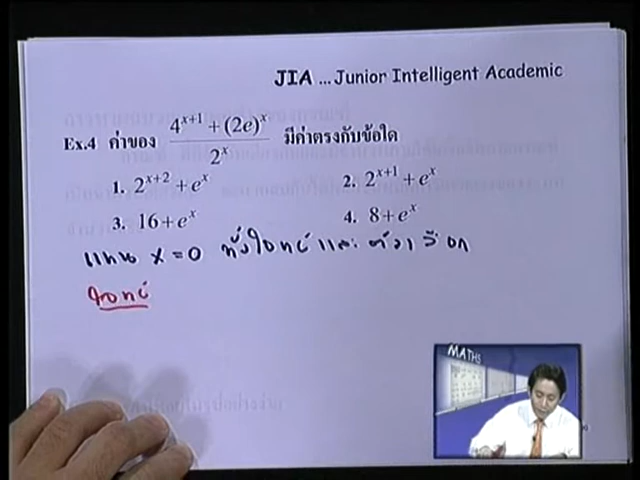 JIA ... Junior Intelligent Academic
Ex.4 ค่าของ \frac{4^{x+1} + (2e)^x}{2^x} มีค่าตรงกับข้อใด
1. 2^{x+2} + e^x 2. 2^{x+1} + e^x
3. 16 + e^x 4. 8 + e^x
แทน x = 0 ทั้งโจทย์และตัวเลือก
โจทย์
MATHS